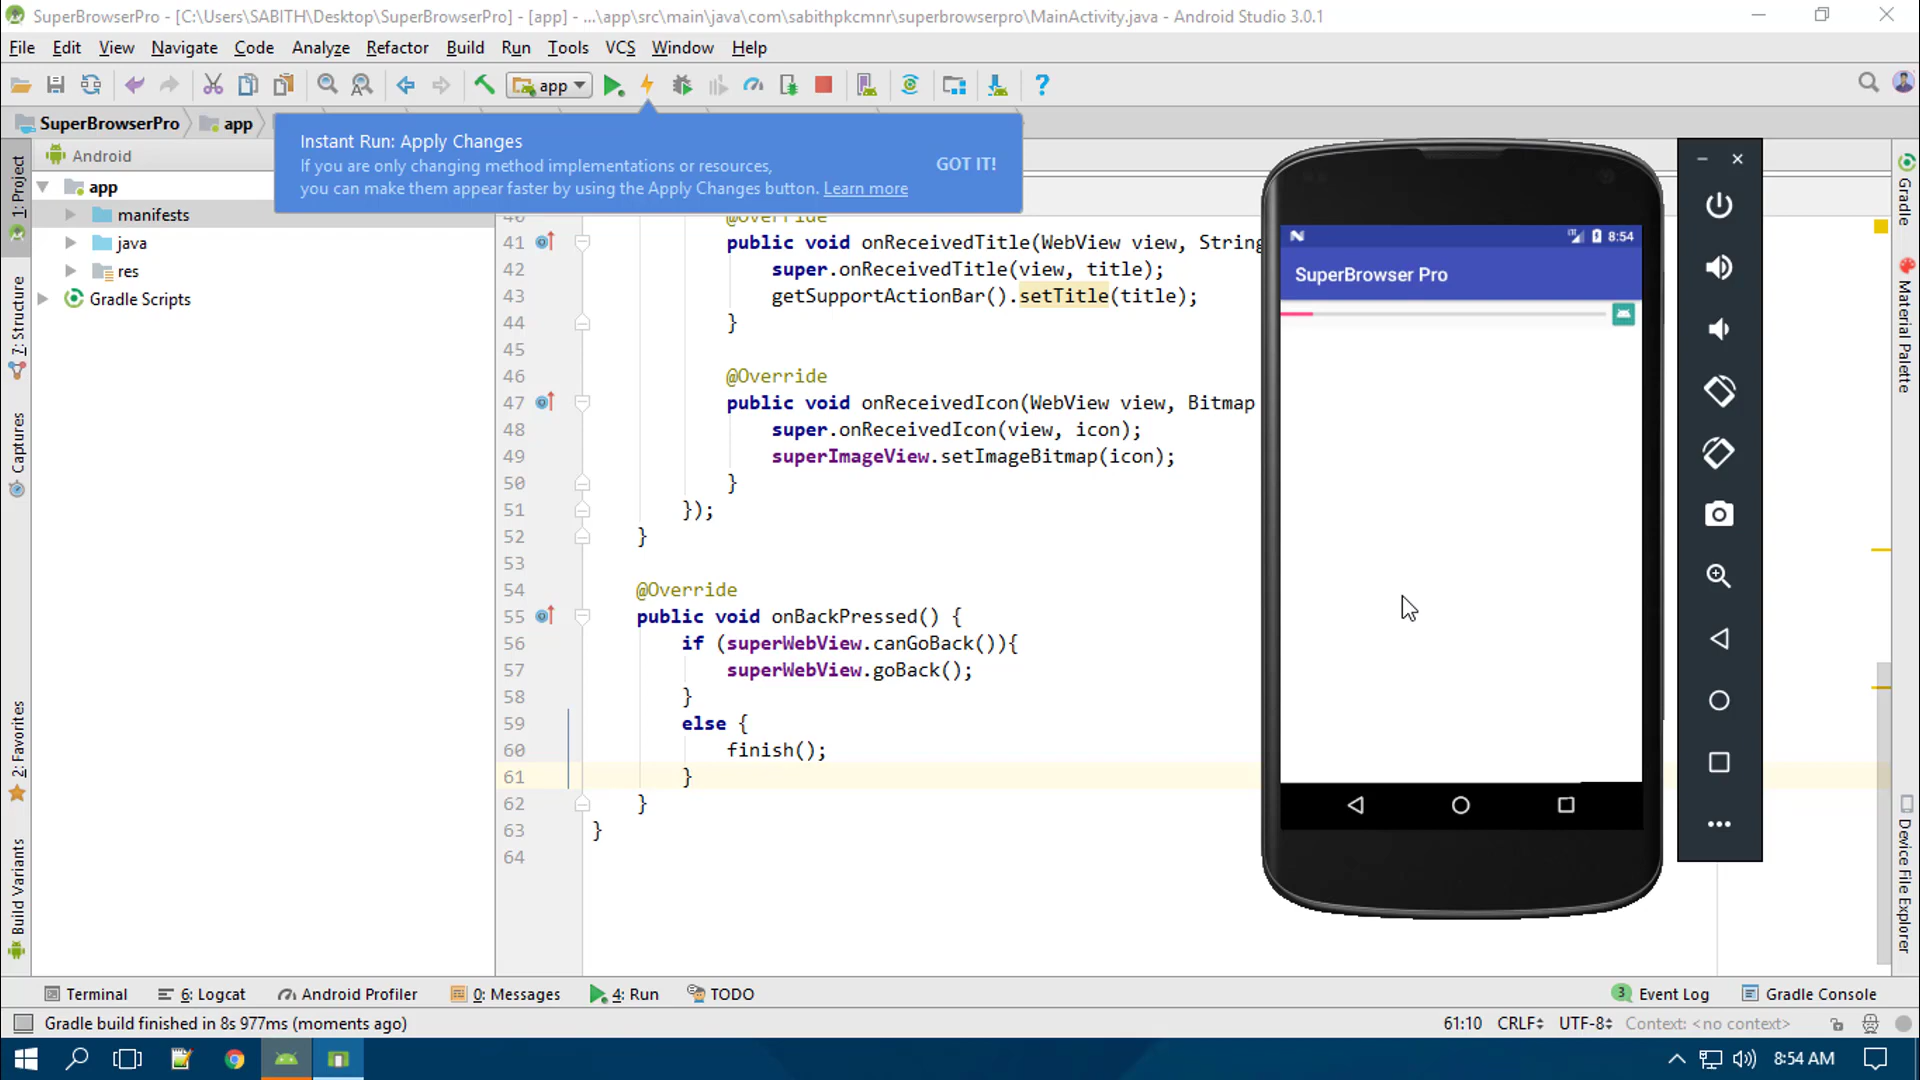 SuperBrowserPro - [C:\Users\SABITH\Desktop\SuperBrowserPro] - [app] - ...\app\src\main\java\com\sabithpkcmnr\superbrowserpro\MainActivity.java - Android Studio 3.0.1
File Edit View Navigate Code Analyze Refactor Build Run Tools VCS Window Help
app
SuperBrowserPro app
Instant Run: Apply Changes
If you are only changing method implementations or resources,
you can make them appear faster by using the Apply Changes button. Learn more
GOT IT!
Android
app
manifests
java
res
Gradle Scripts
1: Project
7: Structure
Captures
2: Favorites
Build Variants
40 @Override
41 public void onReceivedTitle(WebView view, String
42 super.onReceivedTitle(view, title);
43 getSupportActionBar().setTitle(title);
44 }
45
46 @Override
47 public void onReceivedIcon(WebView view, Bitmap
48 super.onReceivedIcon(view, icon);
49 superImageView.setImageBitmap(icon);
50 }
51 });
52 }
53
54 @Override
55 public void onBackPressed() {
56 if (superWebView.canGoBack()){
57 superWebView.goBack();
58 }
59 else {
60 finish();
61 }
62 }
63 }
64
8:54
SuperBrowser Pro
Gradle
Material Palette
Device File Explorer
Terminal 6: Logcat Android Profiler 0: Messages 4: Run TODO 3 Event Log Gradle Console
Gradle build finished in 8s 977ms (moments ago) 61:10 CRLF UTF-8 Context: <no context>
8:54 AM